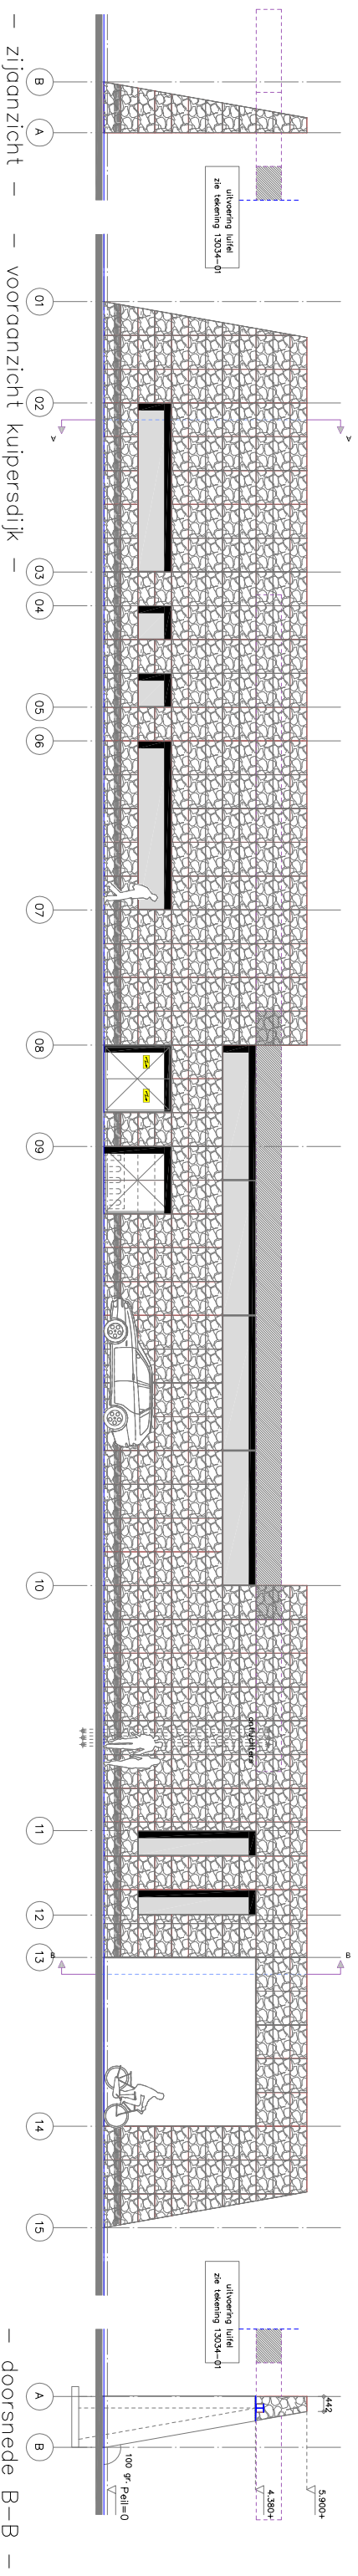 B
A
- zijaanzicht -
uitvoering luifel
zie tekening 13034-01
01
02
03
04
05
06
07
08
09
10
11
12
13
14
15
A
A
B
B
- vooraanzicht kuipersdijk -
uitvoering luifel
zie tekening 13034-01
442
5.900+
4.380+
100 gr.
Peil=0
A
B
- doorsnede B-B -